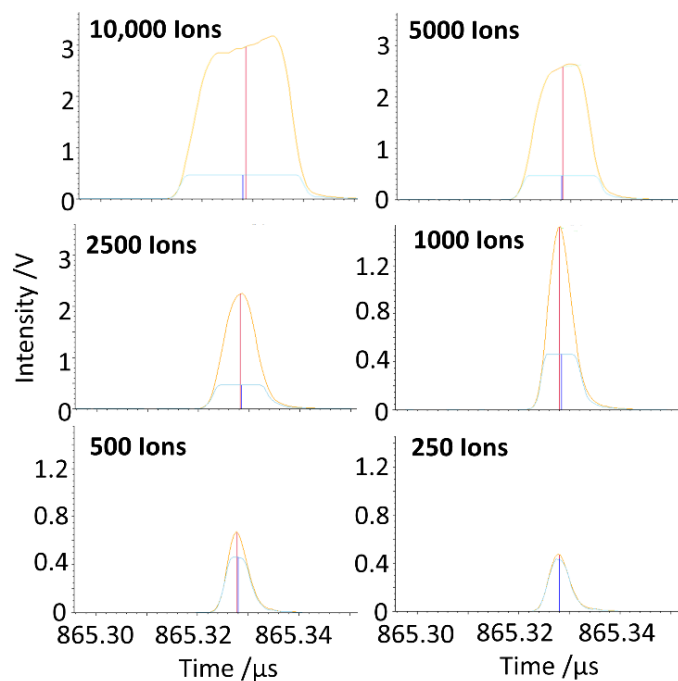 10,000 Ions
3
2
1
0
5000 Ions
3
2
1
0
Intensity /V
2500 Ions
3
2
1
0
1000 Ions
1.2
0.8
0.4
0
500 Ions
1.2
0.8
0.4
0
865.30 865.32 865.34
Time /µs
250 Ions
1.2
0.8
0.4
0
865.30 865.32 865.34
Time /µs